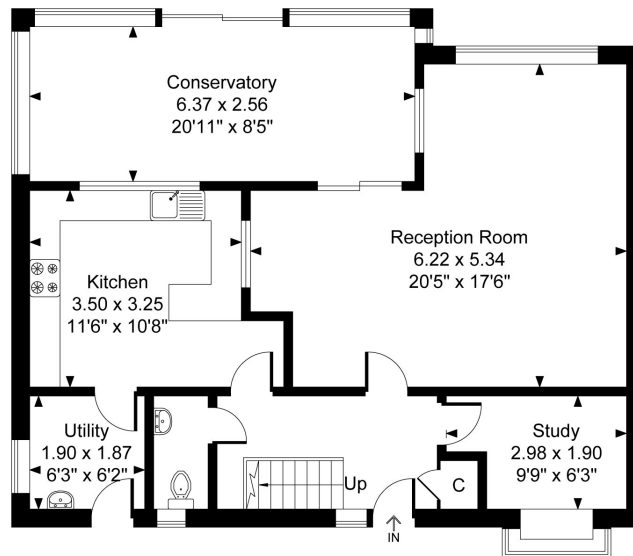 Conservatory
6.37 x 2.56
20'11" x 8'5"
Reception Room
6.22 x 5.34
20'5" x 17'6"
Kitchen
3.50 x 3.25
11'6" x 10'8"
Utility
1.90 x 1.87
6'3" x 6'2"
Study
2.98 x 1.90
9'9" x 6'3"
Up
C
IN